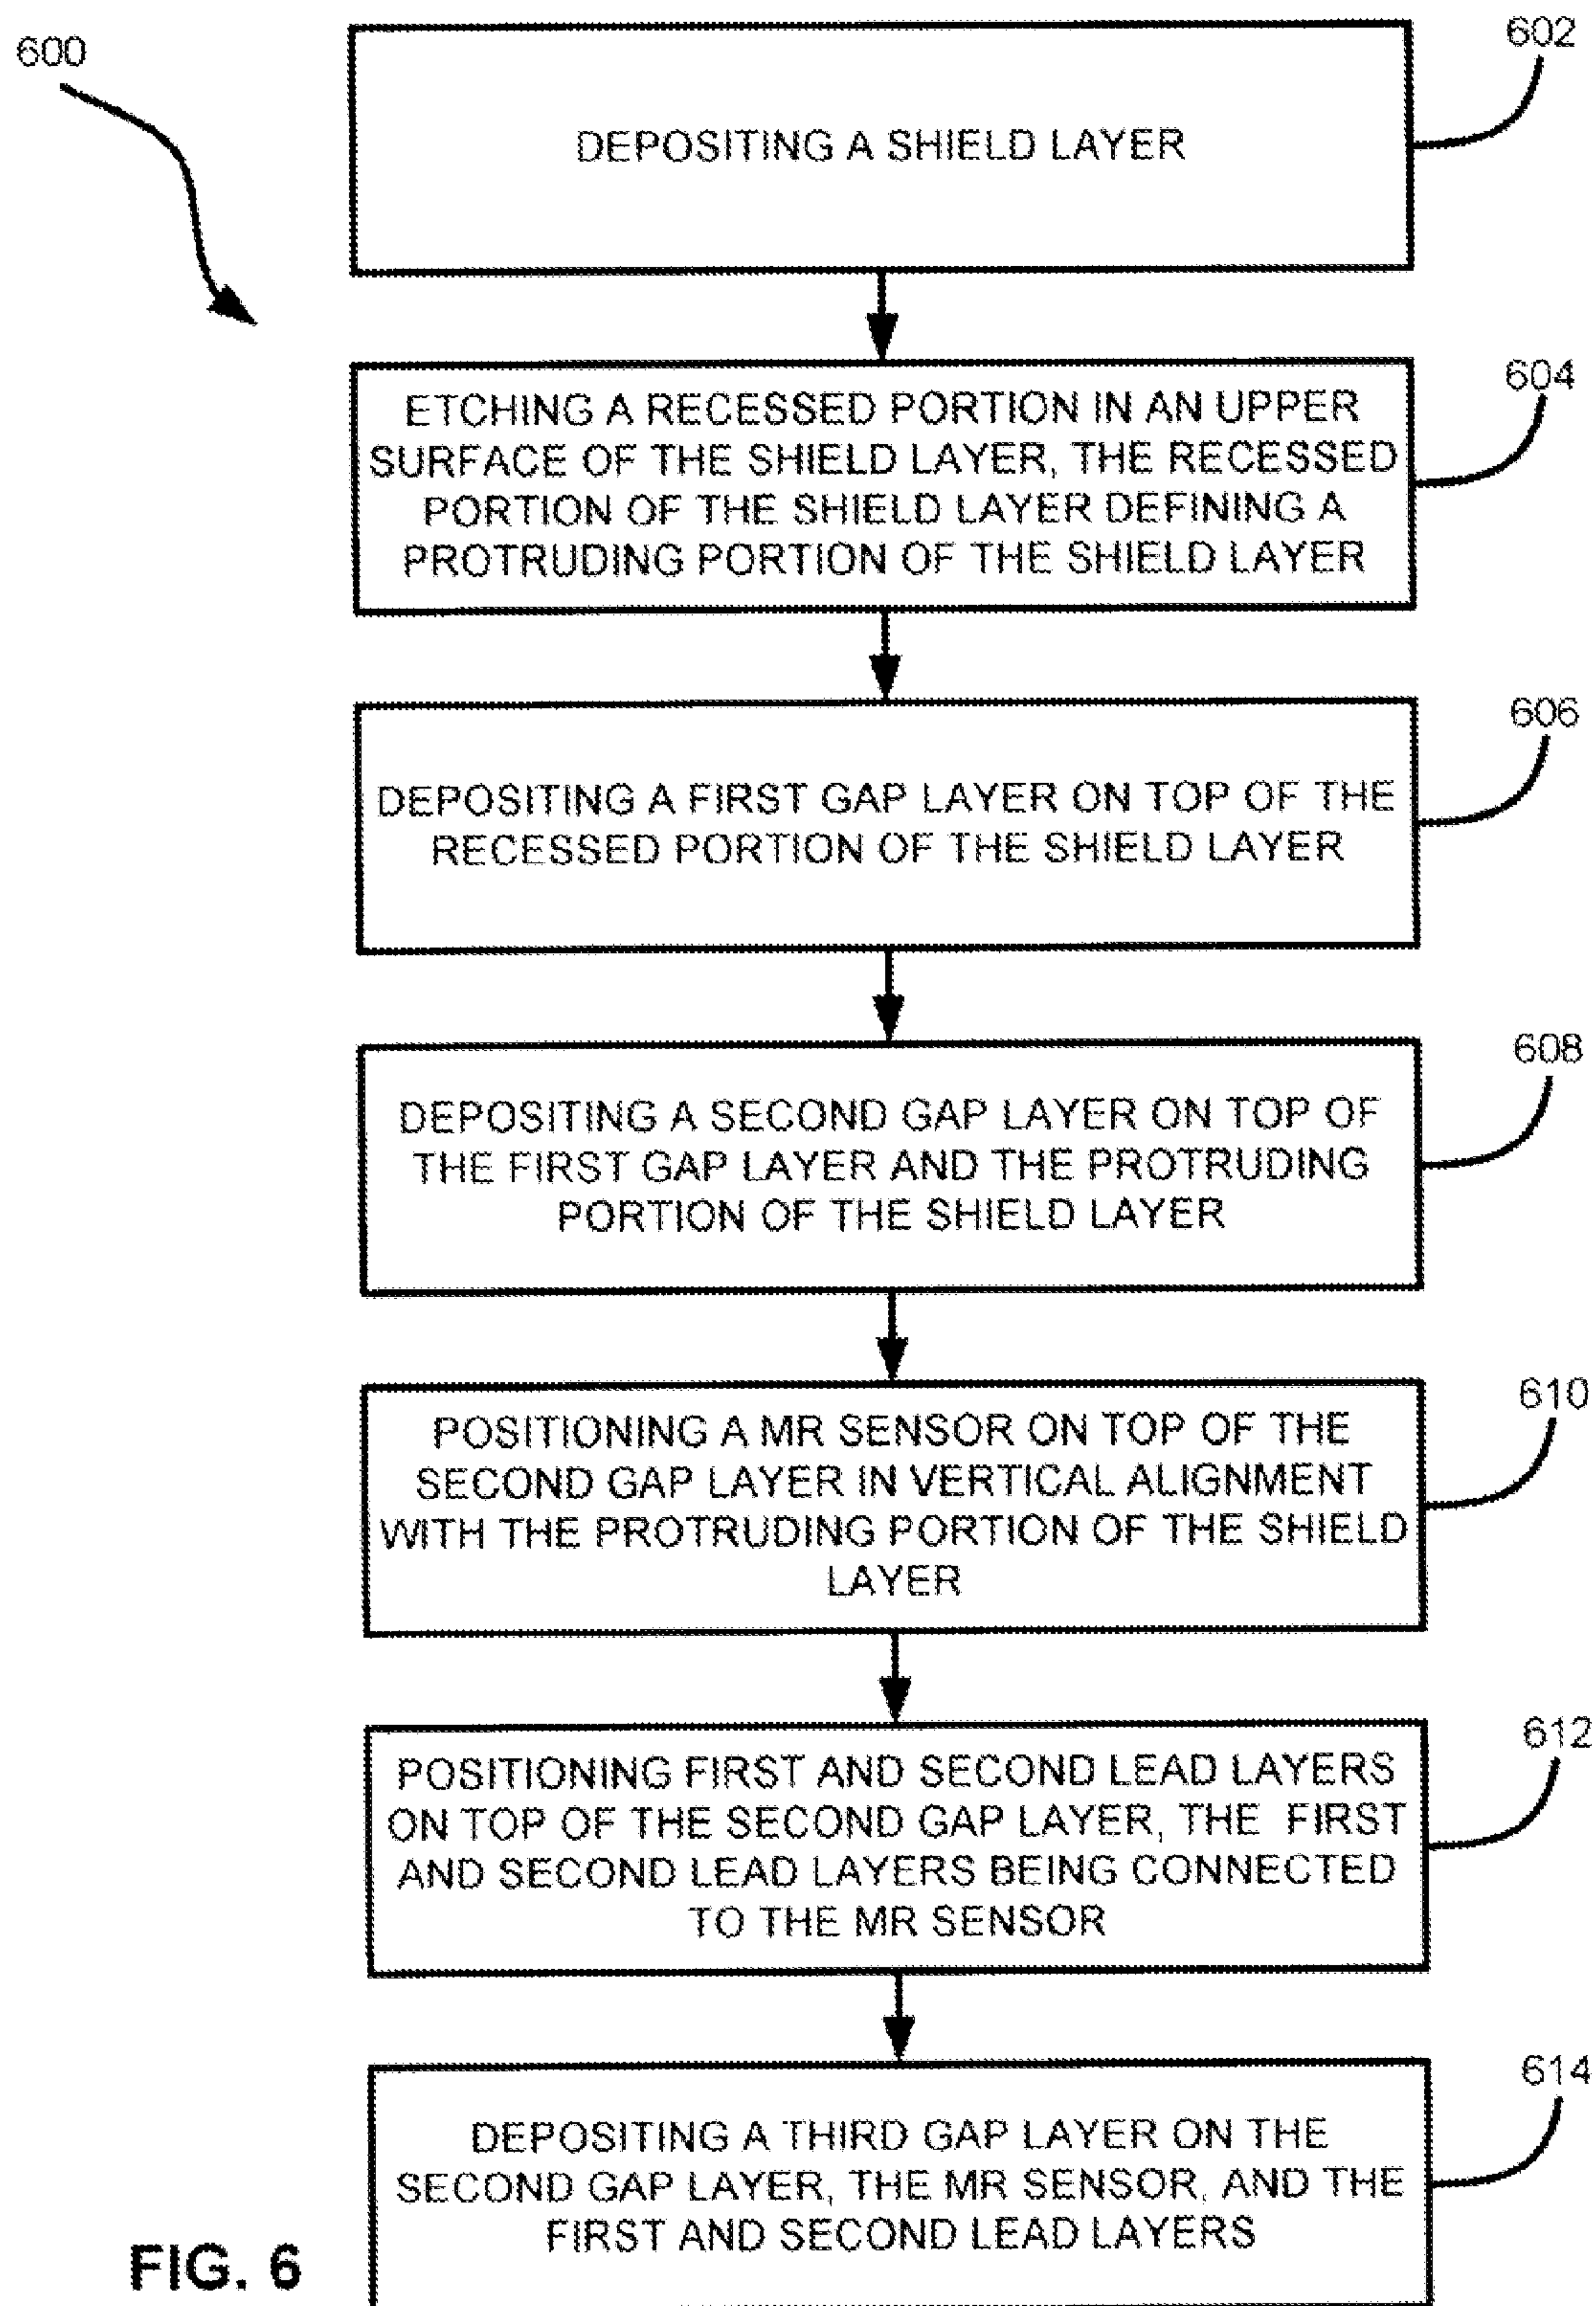 600
602
DEPOSITING A SHIELD LAYER
604
ETCHING A RECESSED PORTION IN AN UPPER
SURFACE OF THE SHIELD LAYER, THE RECESSED
PORTION OF THE SHIELD LAYER DEFINING A
PROTRUDING PORTION OF THE SHIELD LAYER
606
DEPOSITING A FIRST GAP LAYER ON TOP OF THE
RECESSED PORTION OF THE SHIELD LAYER
608
DEPOSITING A SECOND GAP LAYER ON TOP OF
THE FIRST GAP LAYER AND THE PROTRUDING
PORTION OF THE SHIELD LAYER
610
POSITIONING A MR SENSOR ON TOP OF THE
SECOND GAP LAYER IN VERTICAL ALIGNMENT
WITH THE PROTRUDING PORTION OF THE SHIELD
LAYER
612
POSITIONING FIRST AND SECOND LEAD LAYERS
ON TOP OF THE SECOND GAP LAYER, THE FIRST
AND SECOND LEAD LAYERS BEING CONNECTED
TO THE MR SENSOR
614
DEPOSITING A THIRD GAP LAYER ON THE
SECOND GAP LAYER, THE MR SENSOR, AND THE
FIRST AND SECOND LEAD LAYERS
FIG. 6